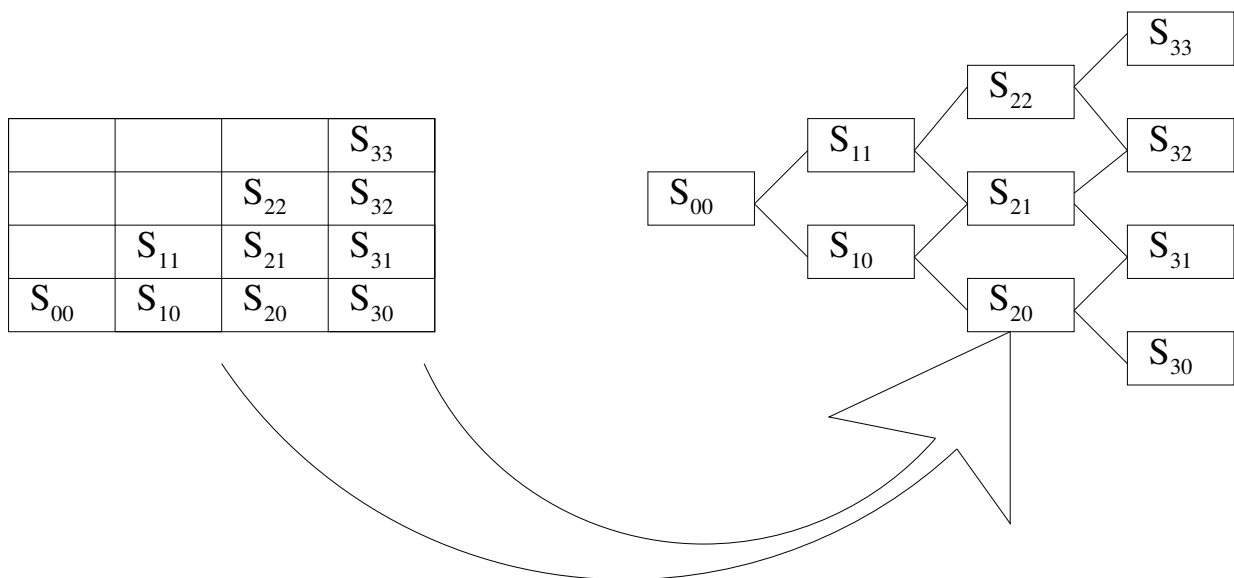 S₃₃
S₂₂ S₃₂
S₁₁ S₂₁ S₃₁
S₀₀ S₁₀ S₂₀ S₃₀
S₃₃
S₂₂
S₁₁ S₃₂
S₀₀ S₂₁
S₁₀ S₃₁
S₂₀
S₃₀